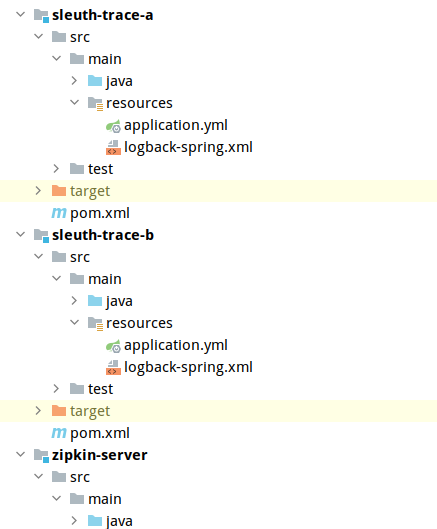 sleuth-trace-a
src
main
java
resources
application.yml
logback-spring.xml
test
target
pom.xml
sleuth-trace-b
src
main
java
resources
application.yml
logback-spring.xml
test
target
pom.xml
zipkin-server
src
main
java